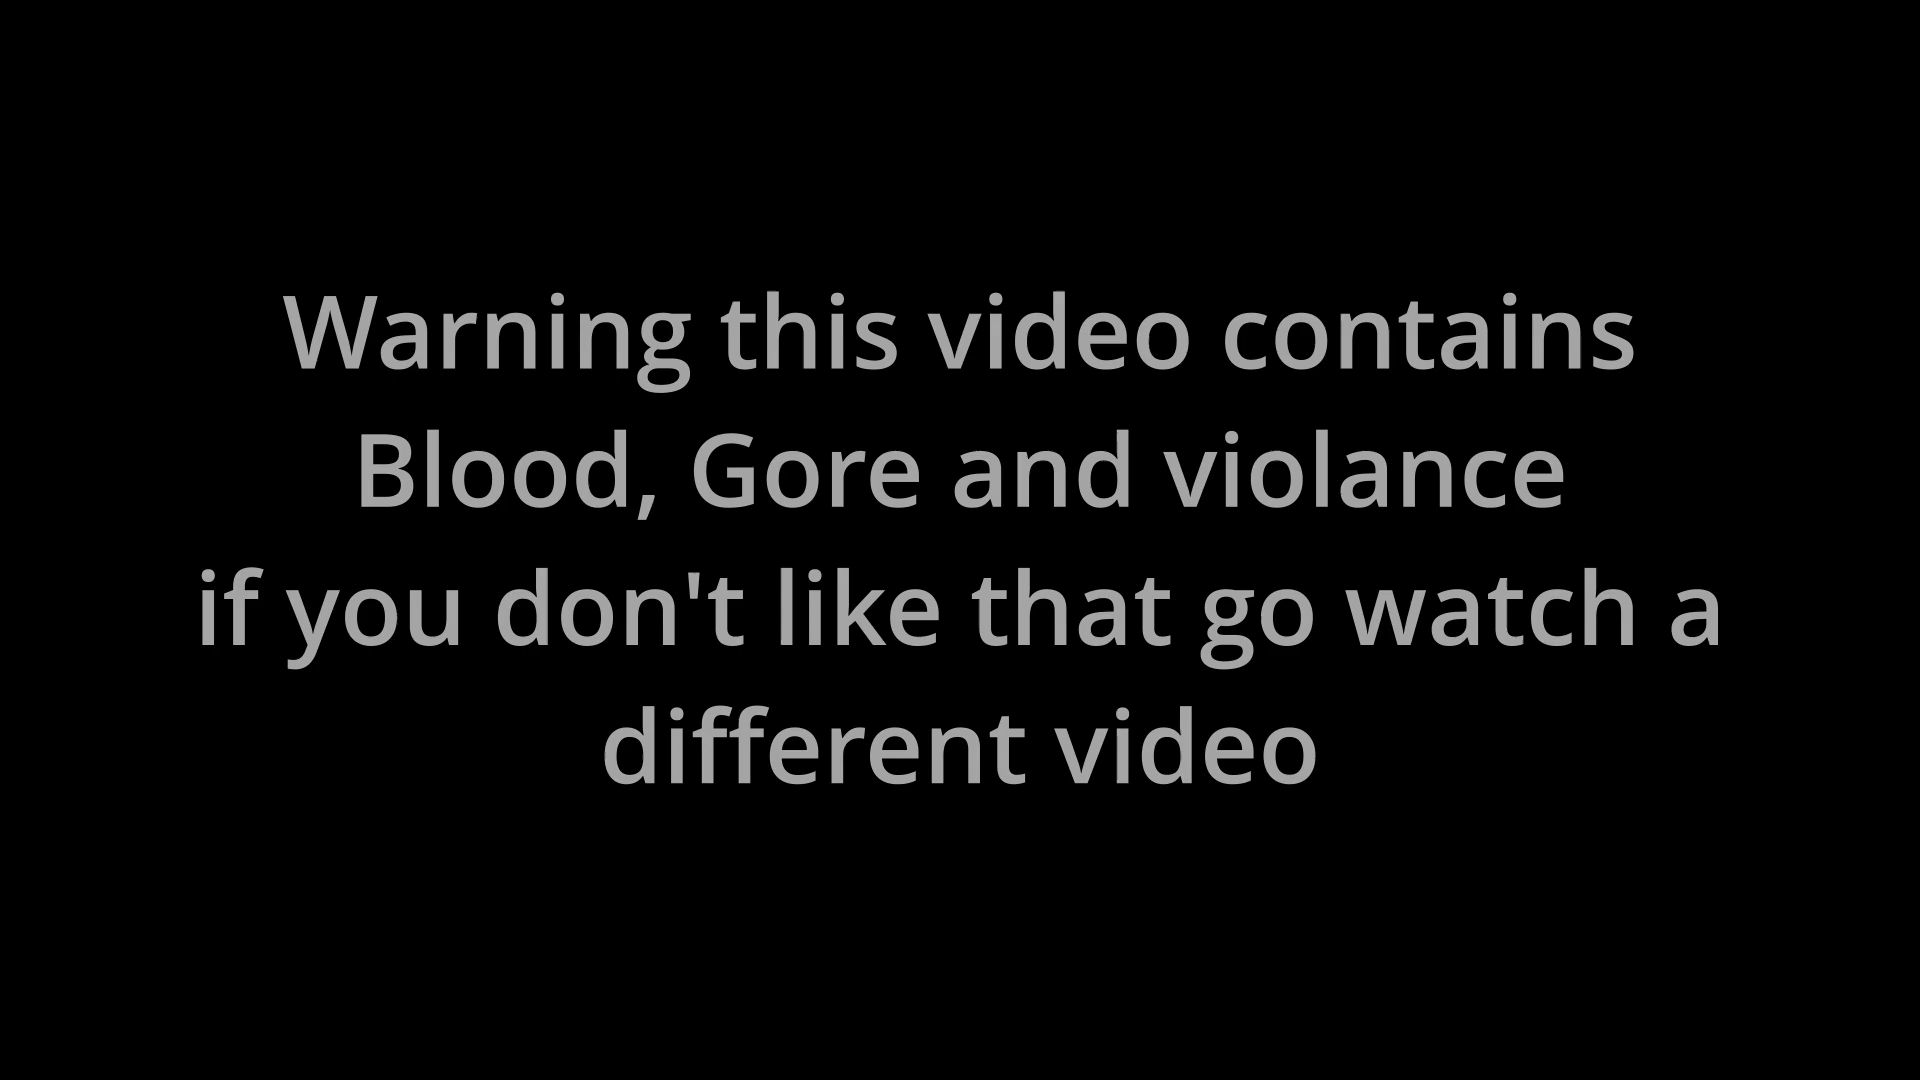 Warning this video contains
Blood, Gore and violance
if you don't like that go watch a
different video